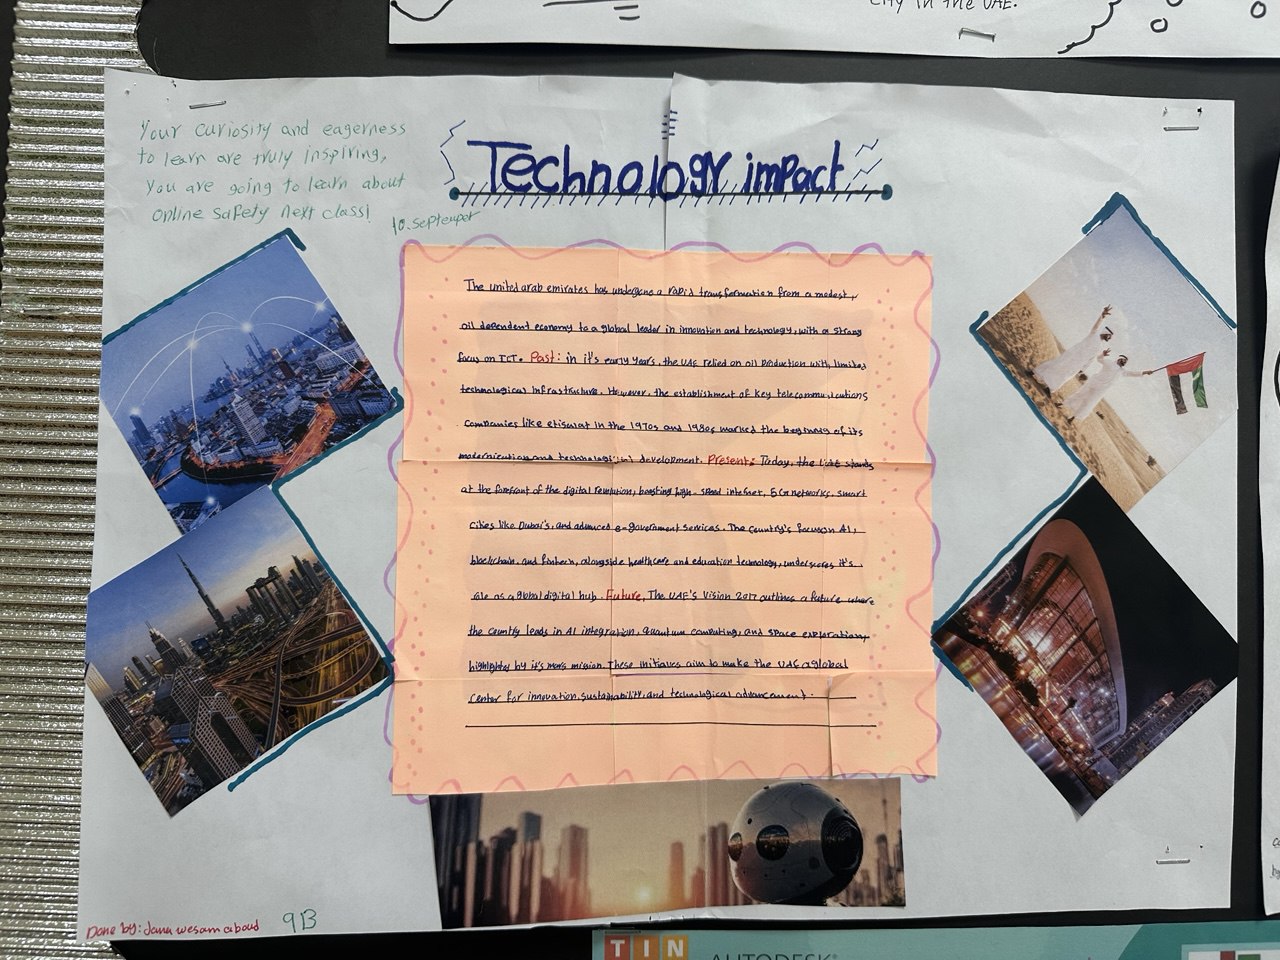 city in the UAE.
Your curiosity and eagerness
to learn are truly inspiring,
You are going to learn about
online safety next class!
10. septemper
Technology impact
The united arab emirates has undergone a rapid transformation from a modest,
oil dependent economy to a global leader in innovation and technology, with a strong
focus on ICT. Past: in it's early years, the UAE relied on oil production with limited
technological infrastructure. However, the establishment of key telecommunications
companies like etisalat in the 1970s and 1980s marked the beginning of its
modernization and technological development. Present: Today, the UAE stands
at the forefront of the digital revolution, boasting high-speed internet, 5G networks, smart
cities like Dubai's, and advanced e-government services. The country's focus on AI,
blockchain, and fintech, alongside healthcare and education technology, underscores it's
role as a global digital hub. Future, The UAE's Vision outlines a future where
the country leads in AI integration, quantum computing, and space exploration,
highlighted by it's mars mission. These initiaves aim to make the UAE a global
center for innovation, sustainability, and technological advancement.
Done by: Jana wesam aboud
9B
TIN
AUTODESK